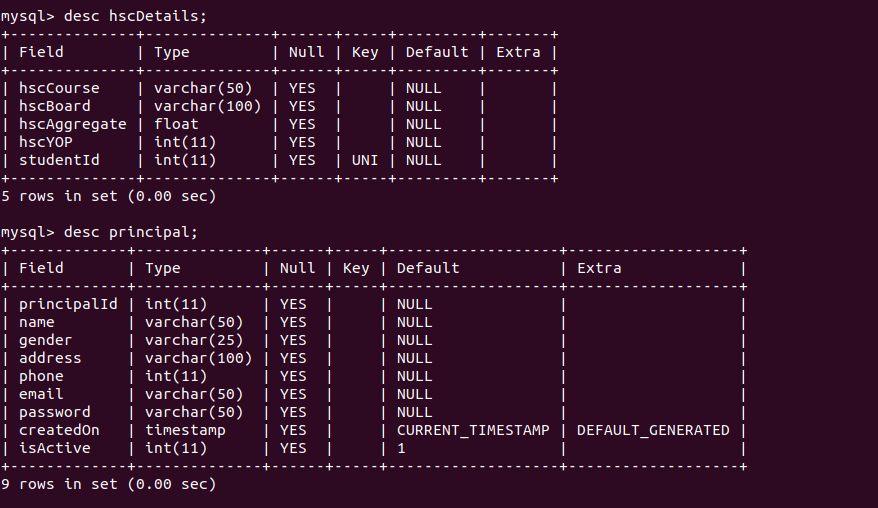 mysql> desc hscDetails;
+--------------+--------------+------+-----+---------+-------+
| Field        | Type         | Null | Key | Default | Extra |
+--------------+--------------+------+-----+---------+-------+
| hscCourse    | varchar(50)  | YES  |     | NULL    |       |
| hscBoard     | varchar(100) | YES  |     | NULL    |       |
| hscAggregate | float        | YES  |     | NULL    |       |
| hscYOP       | int(11)      | YES  |     | NULL    |       |
| studentId    | int(11)      | YES  | UNI | NULL    |       |
+--------------+--------------+------+-----+---------+-------+
5 rows in set (0.00 sec)

mysql> desc principal;
+-------------+--------------+------+-----+-------------------+-------------------+
| Field       | Type         | Null | Key | Default           | Extra             |
+-------------+--------------+------+-----+-------------------+-------------------+
| principalId | int(11)      | YES  |     | NULL              |                   |
| name        | varchar(50)  | YES  |     | NULL              |                   |
| gender      | varchar(25)  | YES  |     | NULL              |                   |
| address     | varchar(100) | YES  |     | NULL              |                   |
| phone       | int(11)      | YES  |     | NULL              |                   |
| email       | varchar(50)  | YES  |     | NULL              |                   |
| password    | varchar(50)  | YES  |     | NULL              |                   |
| createdOn   | timestamp    | YES  |     | CURRENT_TIMESTAMP | DEFAULT_GENERATED |
| isActive    | int(11)      | YES  |     | 1                 |                   |
+-------------+--------------+------+-----+-------------------+-------------------+
9 rows in set (0.00 sec)